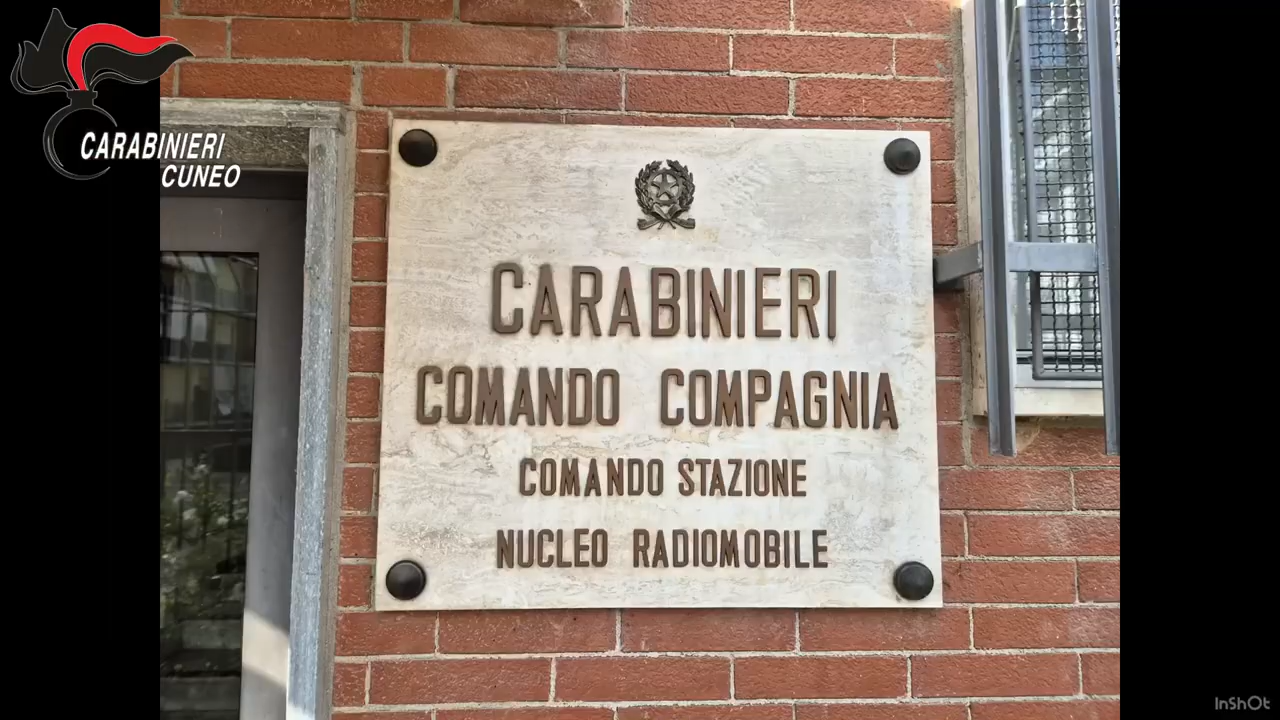 CARABINIERI
CUNEO
CARABINIERI
COMANDO COMPAGNIA
COMANDO STAZIONE
NUCLEO RADIOMOBILE
InShOt